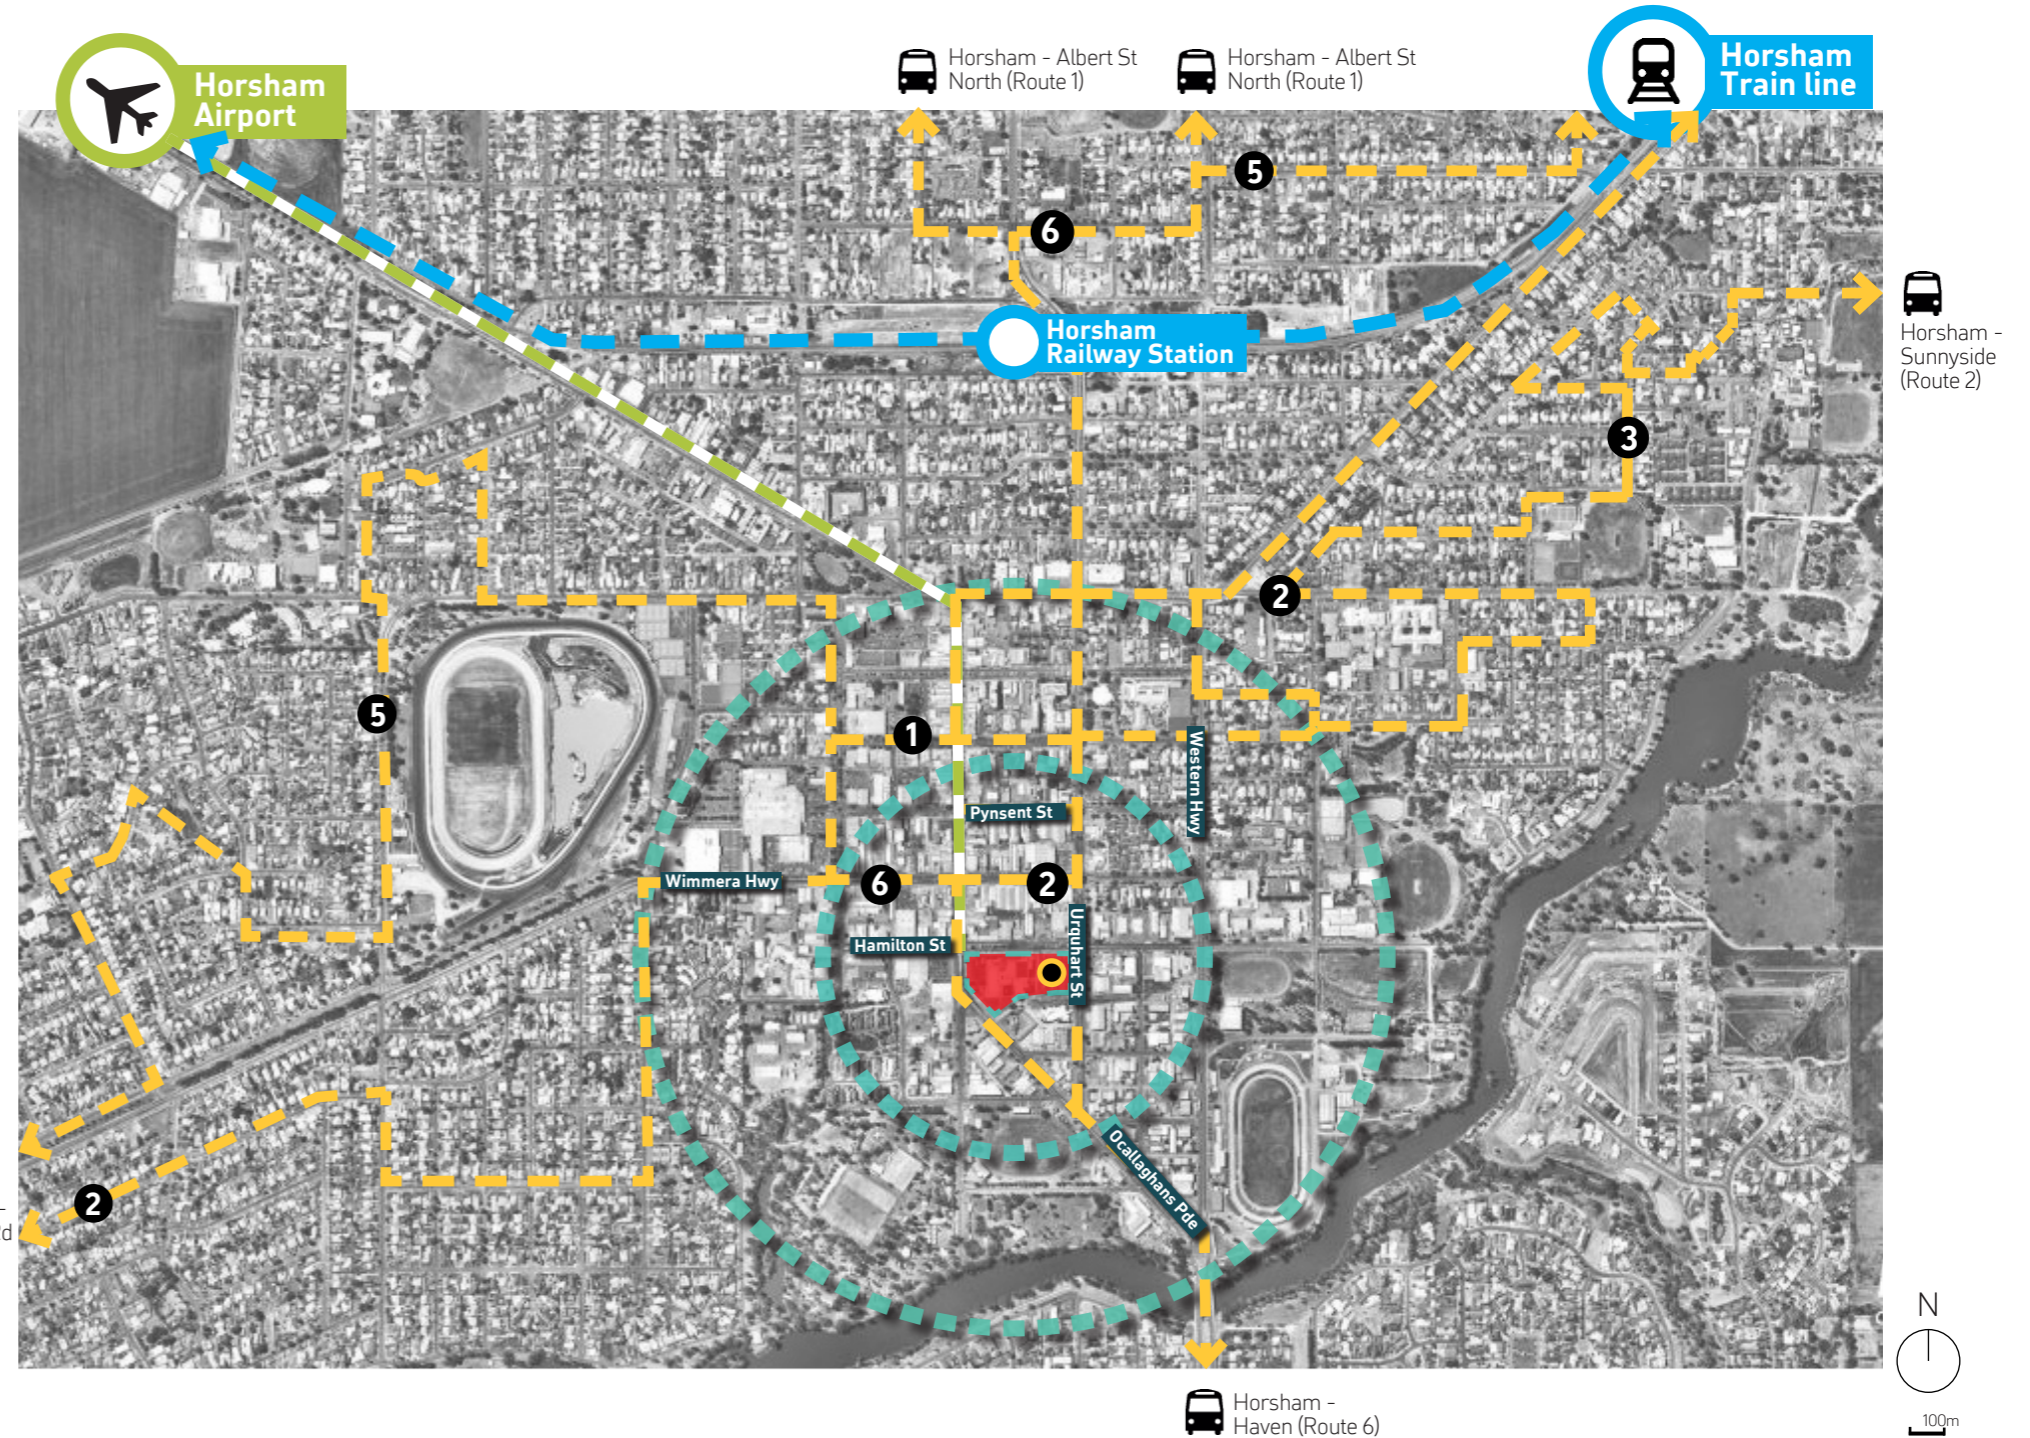 Horsham - Albert St
North (Route 1)
Horsham - Albert St
North (Route 1)
Horsham
Train line
Horsham
Airport
5
6
Horsham
Railway Station
Horsham -
Sunnyside
(Route 2)
3
2
5
1
Western Hwy
Pynsent St
Wimmera Hwy
6
2
Urquhart St
Hamilton St
Ocallaghans Pde
2
-
d
N
Horsham -
Haven (Route 6)
100m